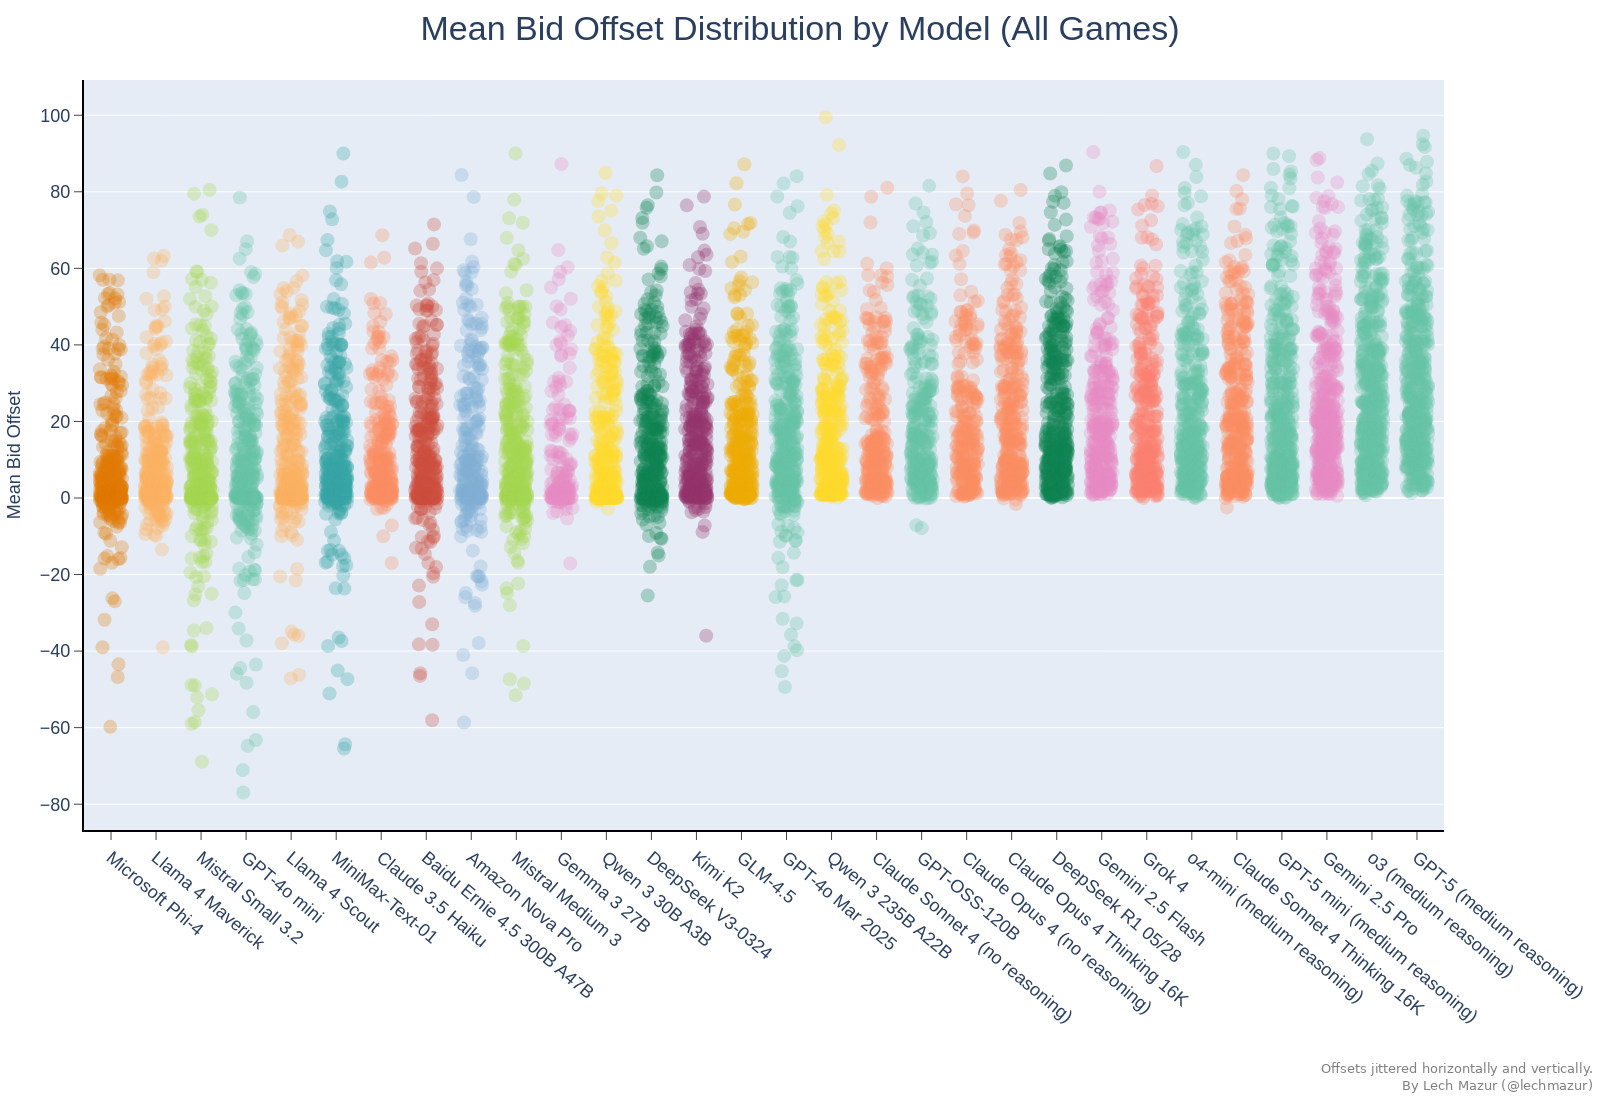 Mean Bid Offset Distribution by Model (All Games)
Mean Bid Offset
100
80
60
40
20
0
−20
−40
−60
−80
Microsoft Phi-4
Llama 4 Maverick
Mistral Small 3.2
GPT-4o mini
Llama 4 Scout
MiniMax-Text-01
Claude 3.5 Haiku
Baidu Ernie 4.5 300B A47B
Amazon Nova Pro
Mistral Medium 3
Gemma 3 27B
Qwen 3 30B A3B
DeepSeek V3-0324
Kimi K2
GLM-4.5
GPT-4o Mar 2025
Qwen 3 235B A22B
Claude Sonnet 4 (no reasoning)
GPT-OSS-120B
Claude Opus 4 (no reasoning)
Claude Opus 4 Thinking 16K
DeepSeek R1 05/28
Gemini 2.5 Flash
Grok 4
o4-mini (medium reasoning)
Claude Sonnet 4 Thinking 16K
GPT-5 mini (medium reasoning)
Gemini 2.5 Pro
o3 (medium reasoning)
GPT-5 (medium reasoning)
Offsets jittered horizontally and vertically.
By Lech Mazur (@lechmazur)